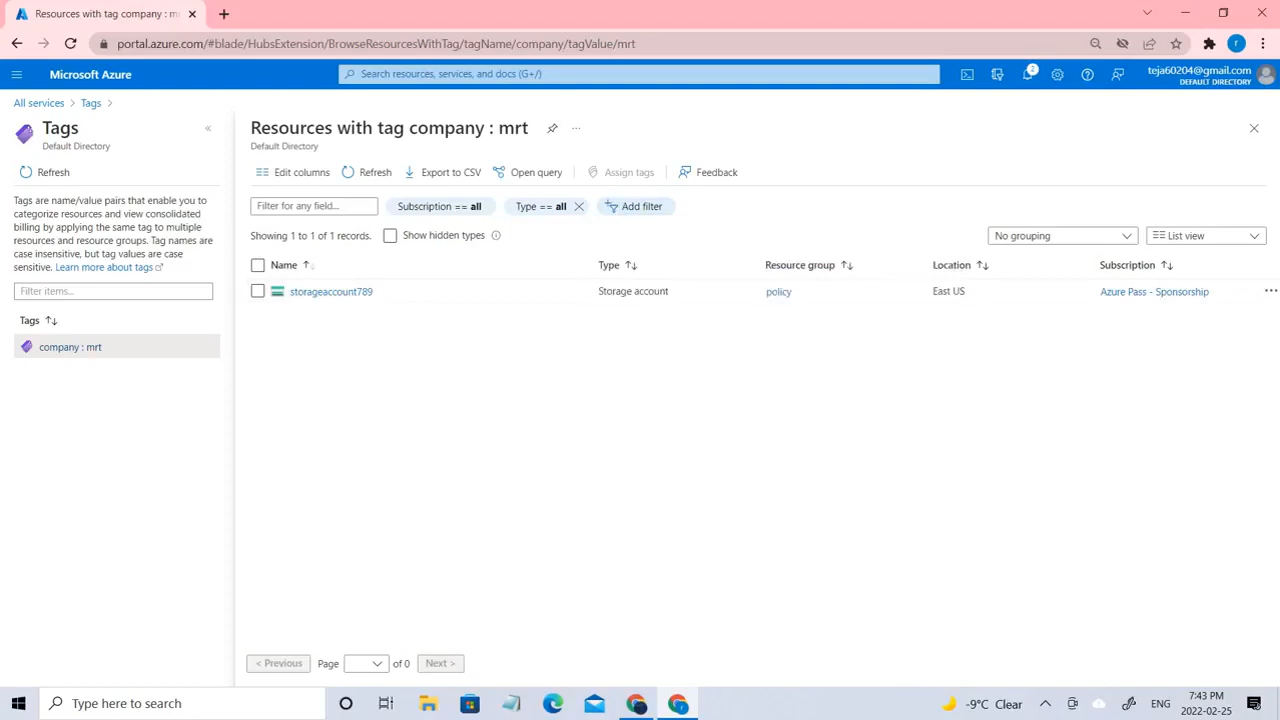 Resources with tag company : mr
portal.azure.com/#blade/HubsExtension/BrowseResourcesWithTag/tagName/company/tagValue/mrt
Microsoft Azure
Search resources, services, and docs (G+/)
2
teja60204@gmail.com
DEFAULT DIRECTORY
All services > Tags >
Tags
Default Directory
«
Refresh
Tags are name/value pairs that enable you to
categorize resources and view consolidated
billing by applying the same tag to multiple
resources and resource groups. Tag names are
case insensitive, but tag values are case
sensitive. Learn more about tags
Filter items...
Tags
company : mrt
Resources with tag company : mrt
Default Directory
Edit columns Refresh Export to CSV Open query Assign tags Feedback
Filter for any field... Subscription == all Type == all Add filter
Showing 1 to 1 of 1 records. Show hidden types No grouping List view
Name Type Resource group Location Subscription
storageaccount789 Storage account policy East US Azure Pass - Sponsorship
< Previous Page of 0 Next >
Type here to search
-9°C Clear
ENG
7:43 PM
2022-02-25